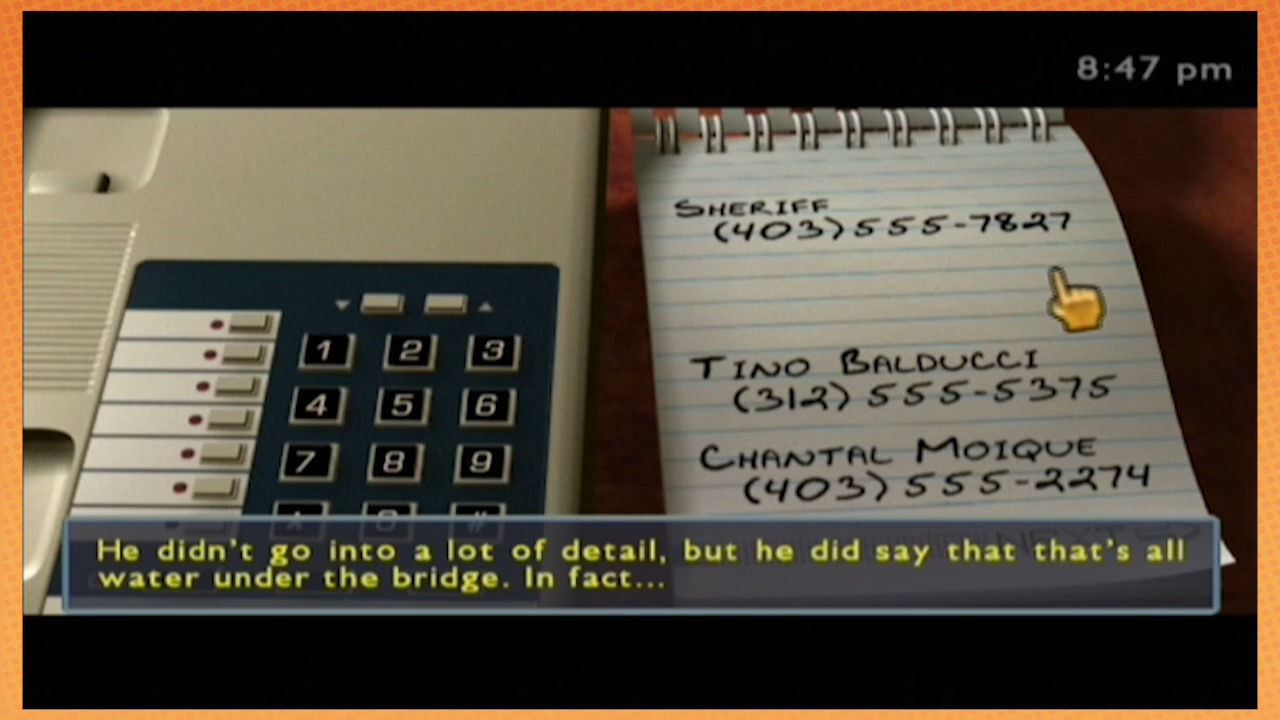 8:47 pm
SHERIFF
(403) 555-7827
1 2 3
4 5 6
7 8 9
* 0 #
TINO BALDUCCI
(312) 555-5375
CHANTAL MOIQUE
(403) 555-2274
NEXT
He didn't go into a lot of detail, but he did say that that's all
water under the bridge. In fact...